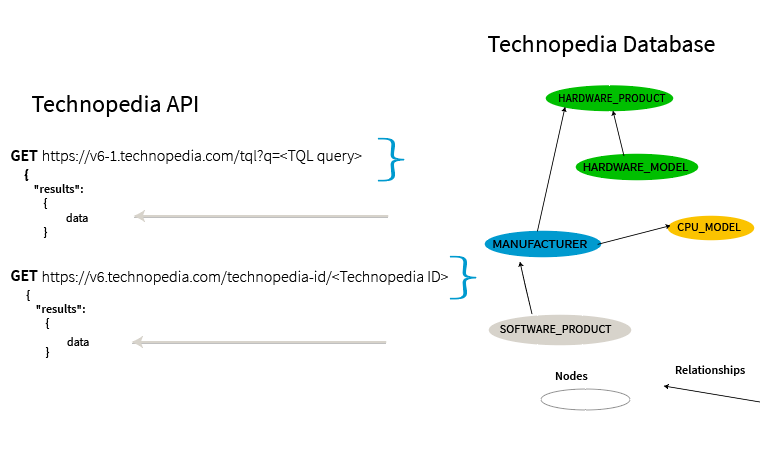 Technopedia Database
Technopedia API
GET https://v6-1.technopedia.com/tql?q=<TQL query>
{
"results":
{
data
}
GET https://v6.technopedia.com/technopedia-id/<Technopedia ID>
{
"results":
{
data
}
HARDWARE_PRODUCT
HARDWARE_MODEL
CPU_MODEL
MANUFACTURER
SOFTWARE_PRODUCT
Nodes
Relationships